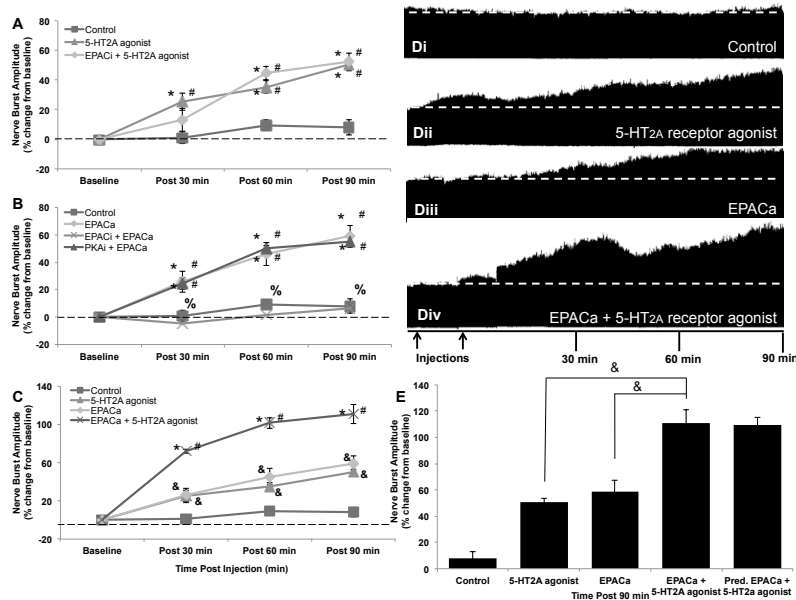 A
Control
5-HT2A agonist
EPACi + 5-HT2A agonist
Nerve Burst Amplitude
(% change from baseline)
80
60
40
20
0
-20
* #
* #
* #
* #
* #
Baseline
Post 30 min
Post 60 min
Post 90 min
B
Control
EPACa
EPACi + EPACa
PKAi + EPACa
Nerve Burst Amplitude
(% change from baseline)
80
60
40
20
0
-20
* #
* #
* #
* #
* #
* #
%
%
%
Baseline
Post 30 min
Post 60 min
Post 90 min
C
Control
5-HT2A agonist
EPACa
EPACa + 5-HT2A agonist
Nerve Burst Amplitude
(% change from baseline)
140
100
60
20
-20
* #
* #
* #
&
&
&
&
&
&
Baseline
Post 30 min
Post 60 min
Post 90 min
Time Post Injection (min)
Di
Control
Dii
5-HT2A receptor agonist
Diii
EPACa
Div
EPACa + 5-HT2A receptor agonist
Injections
30 min
60 min
90 min
E
Nerve Burst Amplitude
(% change from baseline)
140
120
100
80
60
40
20
0
&
&
Control
5-HT2A agonist
EPACa
EPACa +
5-HT2A agonist
Pred. EPACa +
5-HT2a agonist
Time Post 90 min